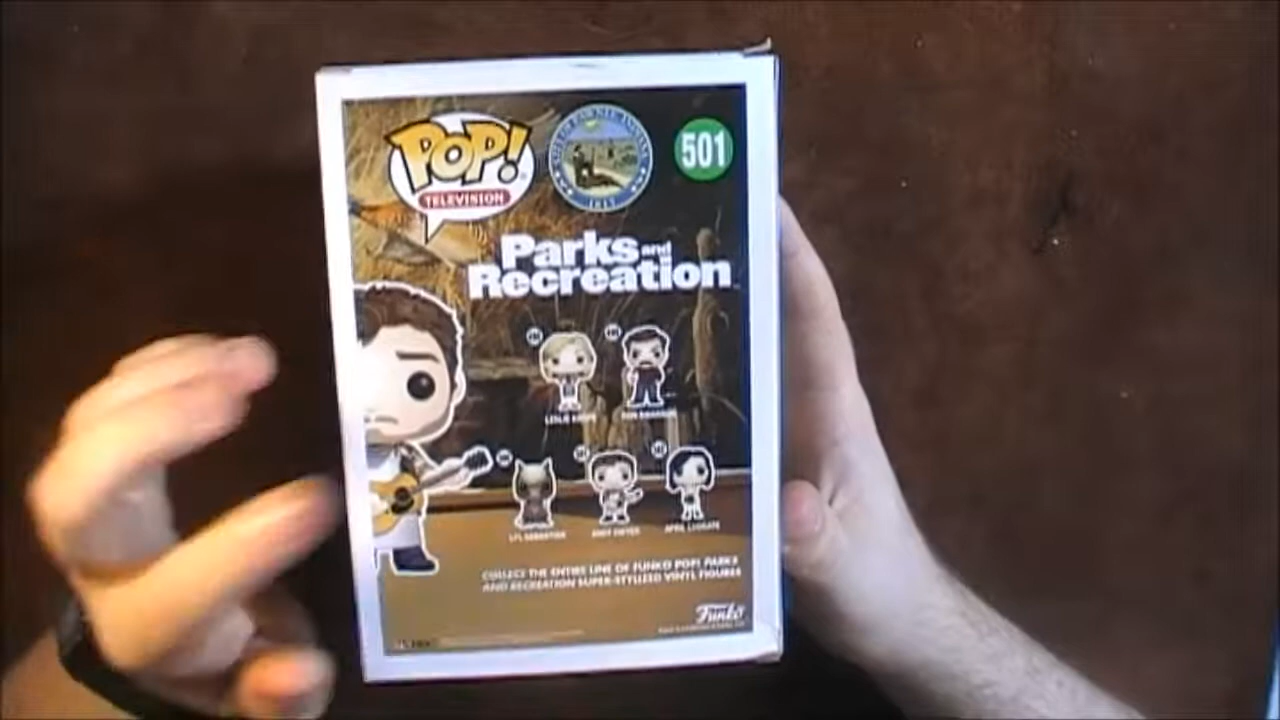 POP!
TELEVISION
501
Parks and
Recreation
LESLIE KNOPE
RON SWANSON
LI'L SEBASTIAN
ANDY DWYER
APRIL LUDGATE
COLLECT THE ENTIRE LINE OF FUNKO POP! PARKS
AND RECREATION SUPER-STYLIZED VINYL FIGURES
Funko